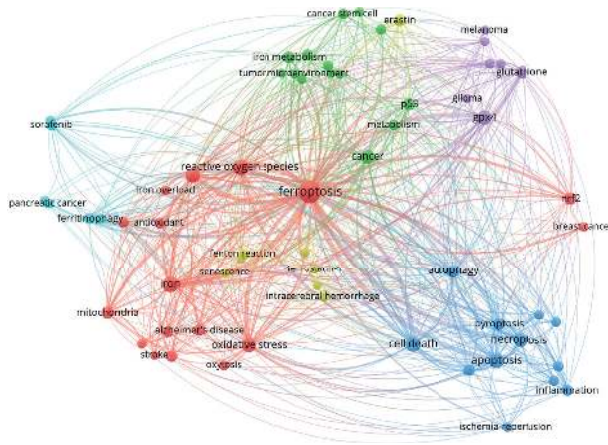 cancer stem cell
erastin
melanoma
iron metabolism
glutathione
tumor microenvironment
glioma
p53
gpx4
sorafenib
metabolism
cancer
reactive oxygen species
iron overload
ferroptosis
nrf2
pancreatic cancer
ferritinophagy
antioxidant
breast cancer
fenton reaction
senescence
autophagy
iron
intracerebral hemorrhage
mitochondria
pyroptosis
alzheimer's disease
necroptosis
oxidative stress
cell death
stroke
apoptosis
oxytosis
inflammation
ischemia-reperfusion